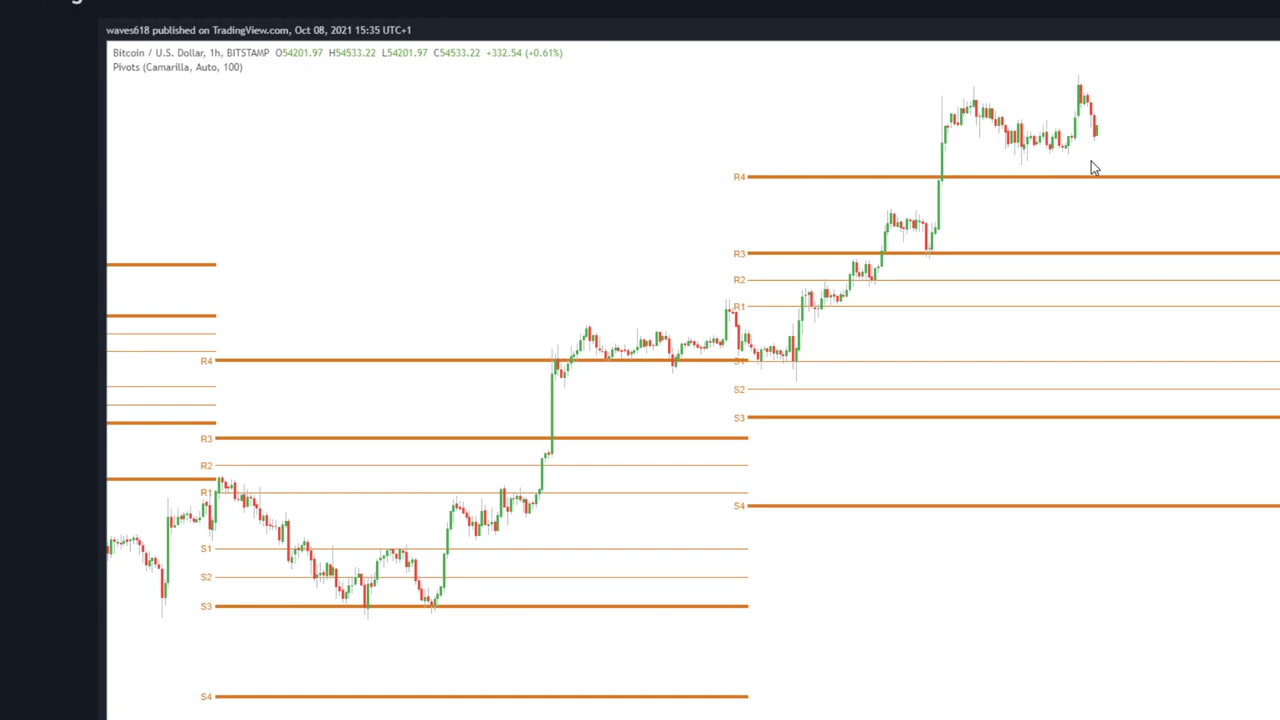 waves618 published on TradingView.com, Oct 08, 2021 15:35 UTC+1
Bitcoin / U.S. Dollar, 1h, BITSTAMP O54201.97 H54533.22 L54201.97 C54533.22 +332.54 (+0.61%)
Pivots (Camarilla, Auto, 100)
R4
R3
R2
R1
S1
S2
S3
S4
R4
R3
R2
R1
S1
S2
S3
S4